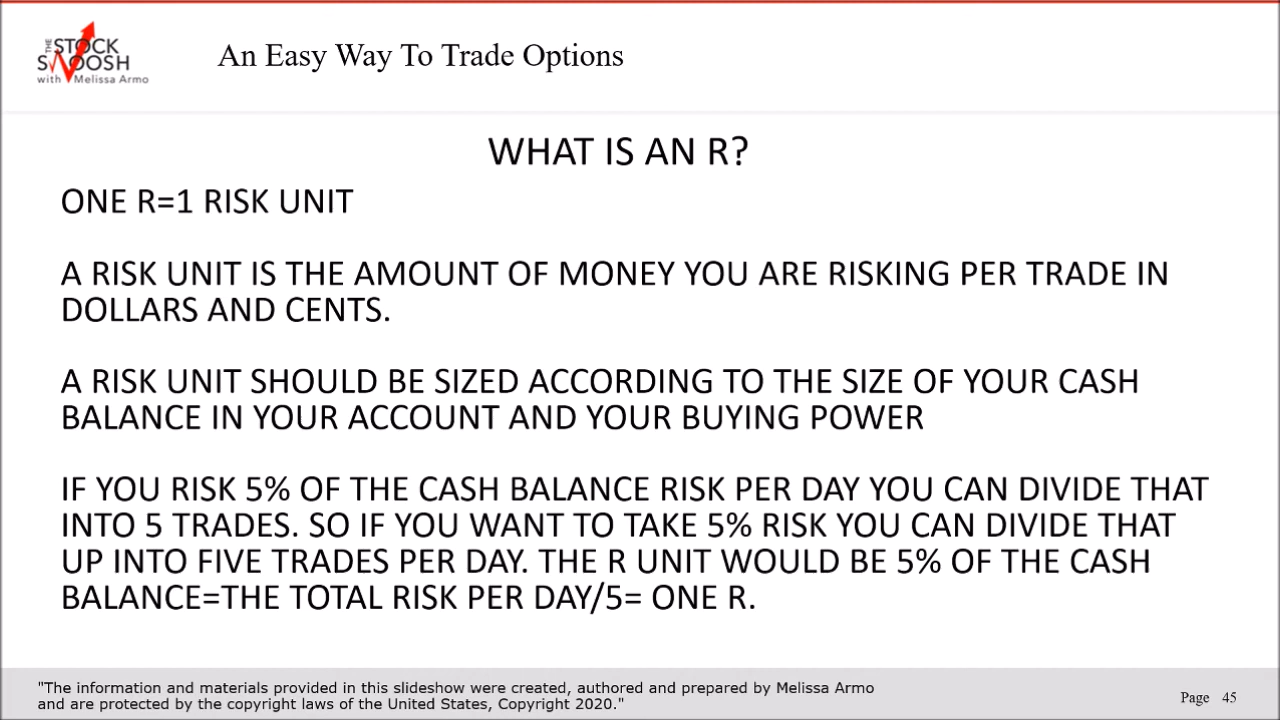 THE STOCK
SWOOSH
with Melissa Armo
An Easy Way To Trade Options
WHAT IS AN R?
ONE R=1 RISK UNIT
A RISK UNIT IS THE AMOUNT OF MONEY YOU ARE RISKING PER TRADE IN
DOLLARS AND CENTS.
A RISK UNIT SHOULD BE SIZED ACCORDING TO THE SIZE OF YOUR CASH
BALANCE IN YOUR ACCOUNT AND YOUR BUYING POWER
IF YOU RISK 5% OF THE CASH BALANCE RISK PER DAY YOU CAN DIVIDE THAT
INTO 5 TRADES. SO IF YOU WANT TO TAKE 5% RISK YOU CAN DIVIDE THAT
UP INTO FIVE TRADES PER DAY. THE R UNIT WOULD BE 5% OF THE CASH
BALANCE=THE TOTAL RISK PER DAY/5= ONE R.
"The information and materials provided in this slideshow were created, authored and prepared by Melissa Armo
and are protected by the copyright laws of the United States, Copyright 2020."
Page 45